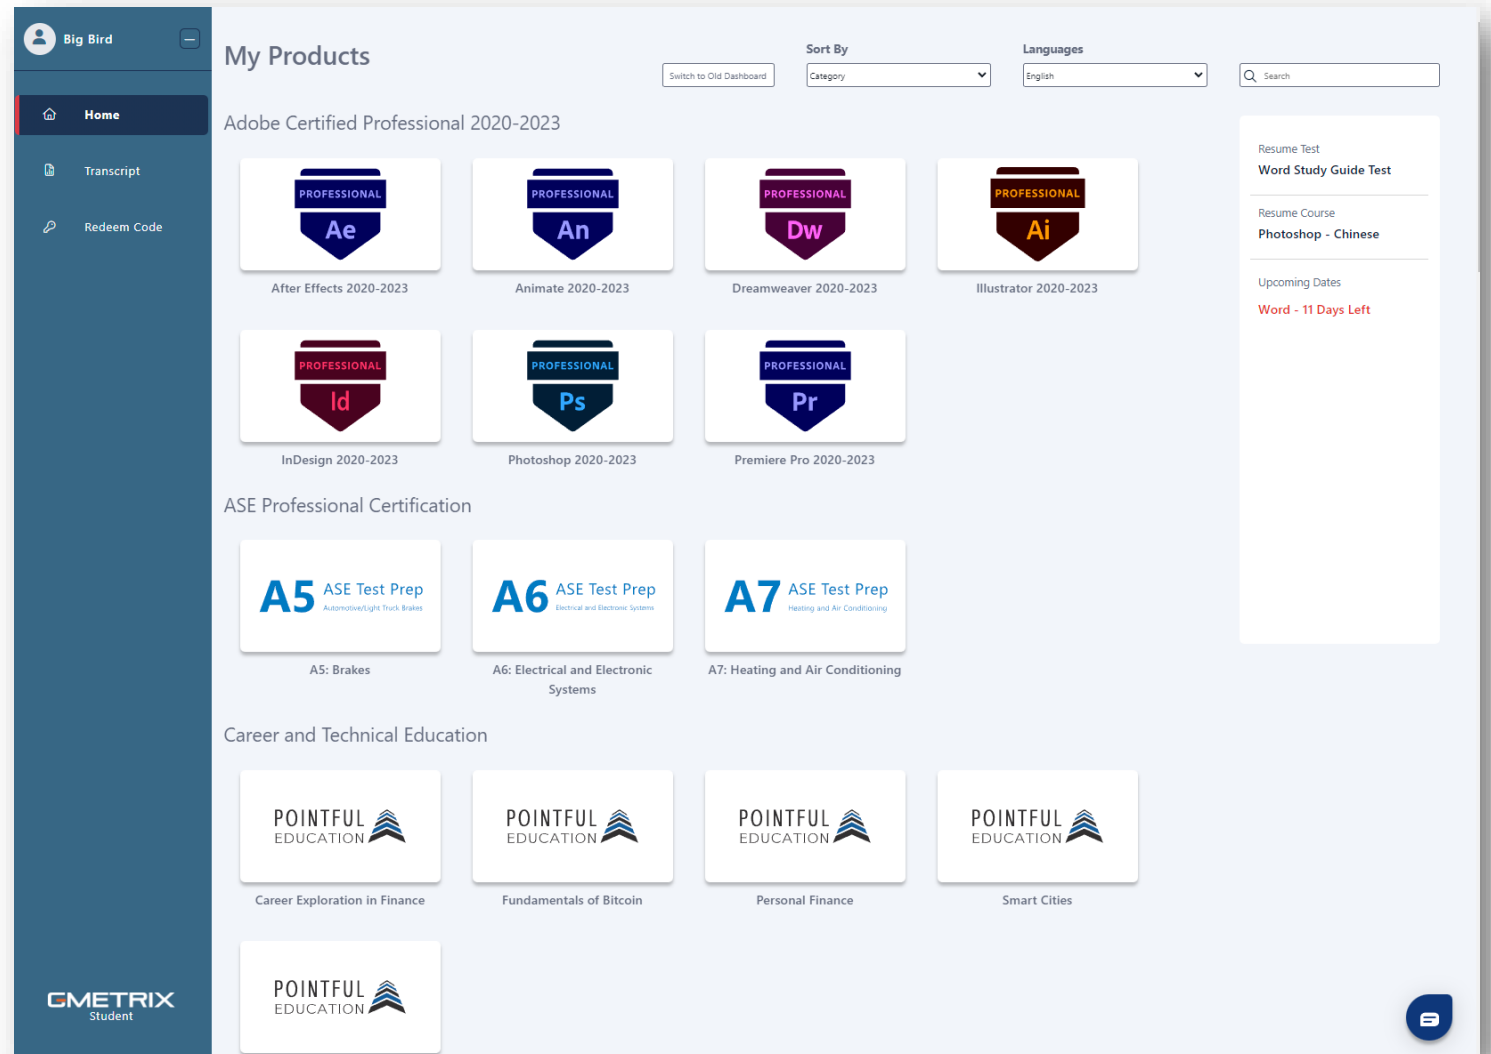 Big Bird
Home
Transcript
Redeem Code
GMETRIX
Student
My Products
Switch to Old Dashboard
Sort By
Category
Languages
English
Search
Adobe Certified Professional 2020-2023
PROFESSIONAL
Ae
After Effects 2020-2023
PROFESSIONAL
An
Animate 2020-2023
PROFESSIONAL
Dw
Dreamweaver 2020-2023
PROFESSIONAL
Ai
Illustrator 2020-2023
PROFESSIONAL
Id
InDesign 2020-2023
PROFESSIONAL
Ps
Photoshop 2020-2023
PROFESSIONAL
Pr
Premiere Pro 2020-2023
ASE Professional Certification
A5 ASE Test Prep
Automotive/Light Truck Brakes
A5: Brakes
A6 ASE Test Prep
Electrical and Electronic Systems
A6: Electrical and Electronic
Systems
A7 ASE Test Prep
Heating and Air Conditioning
A7: Heating and Air Conditioning
Career and Technical Education
POINTFUL
EDUCATION
Career Exploration in Finance
POINTFUL
EDUCATION
Fundamentals of Bitcoin
POINTFUL
EDUCATION
Personal Finance
POINTFUL
EDUCATION
Smart Cities
POINTFUL
EDUCATION
Resume Test
Word Study Guide Test
Resume Course
Photoshop - Chinese
Upcoming Dates
Word - 11 Days Left